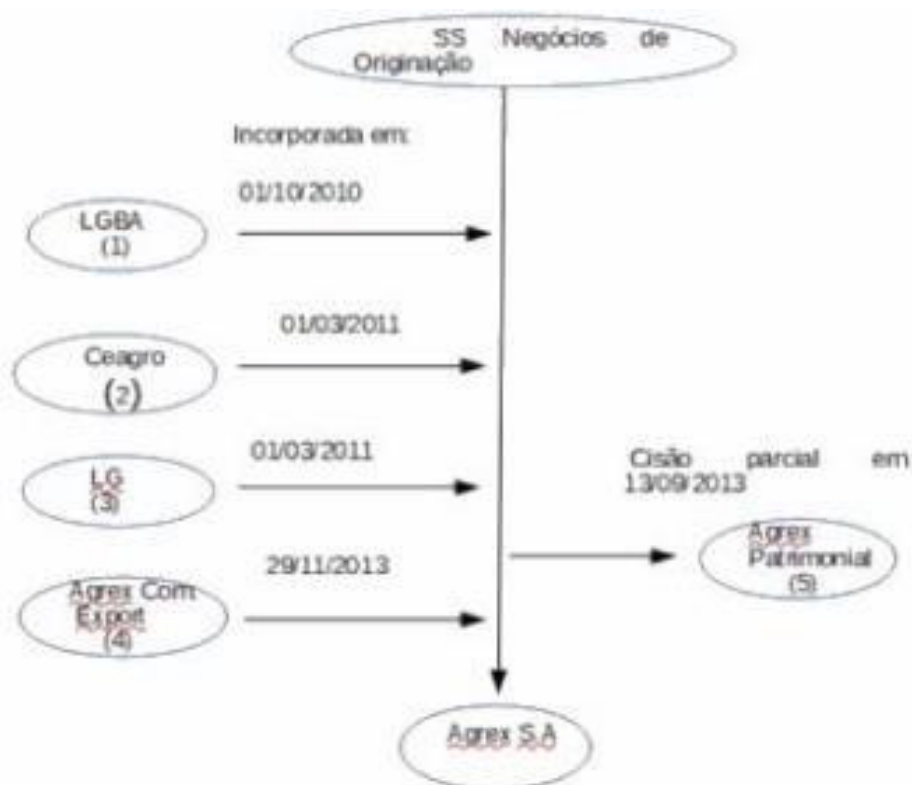 SS Negócios de
Originação
Incorporada em:
01/10/2010
LGBA
(1)
01/03/2011
Ceagro
(2)
01/03/2011
LG
(3)
Cisão parcial em
13/09/2013
Agrex
Patrimonial
(5)
29/11/2013
Agrex Com
Export
(4)
Agrex S.A